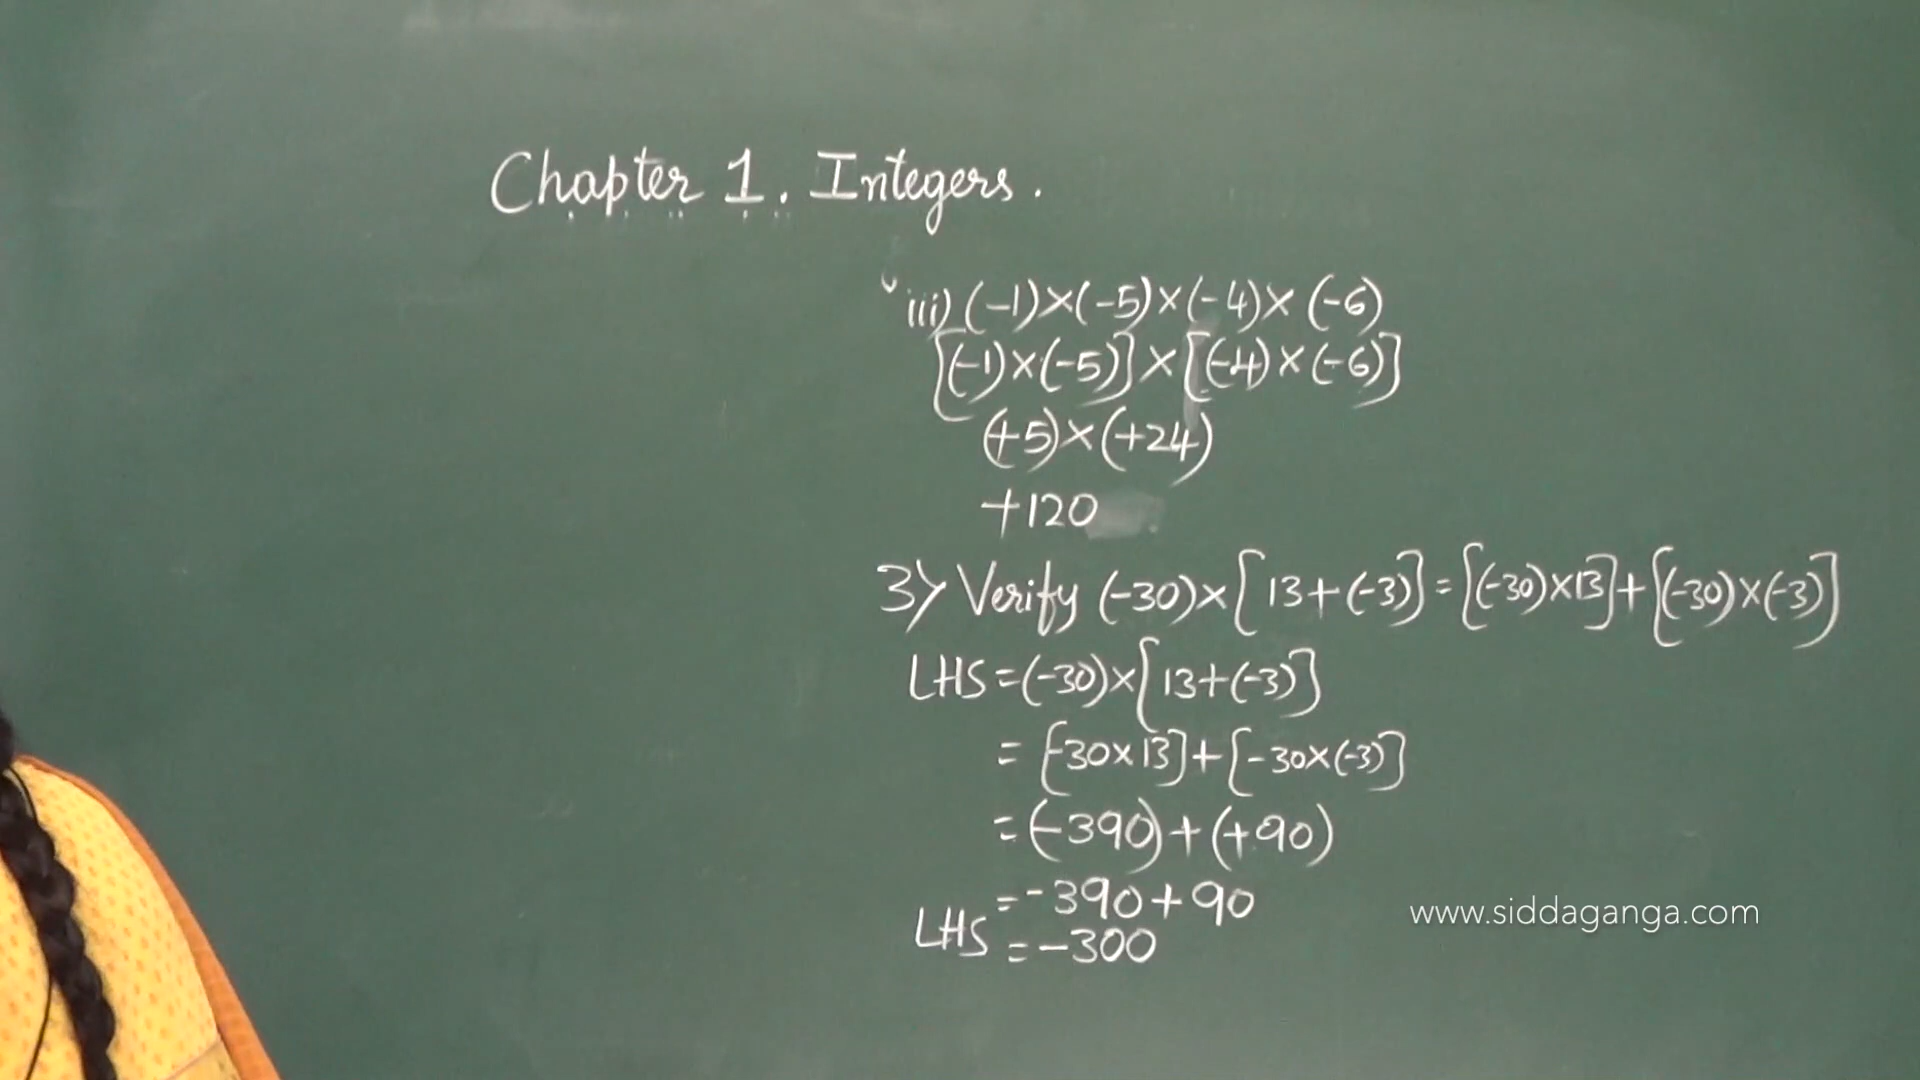 Chapter 1. Integers.
iii) (-1)×(-5)×(-4)×(-6)
[(-1)×(-5)]×[(-4)×(-6)]
(+5)×(+24)
+120
3) Verify (-30)×[13+(-3)]=[(-30)×13]+[(-30)×(-3)]
LHS =(-30)×[13+(-3)]
= [-30×13]+[-30×(-3)]
= (-390)+(+90)
= -390+90
LHS = -300
www.siddaganga.com